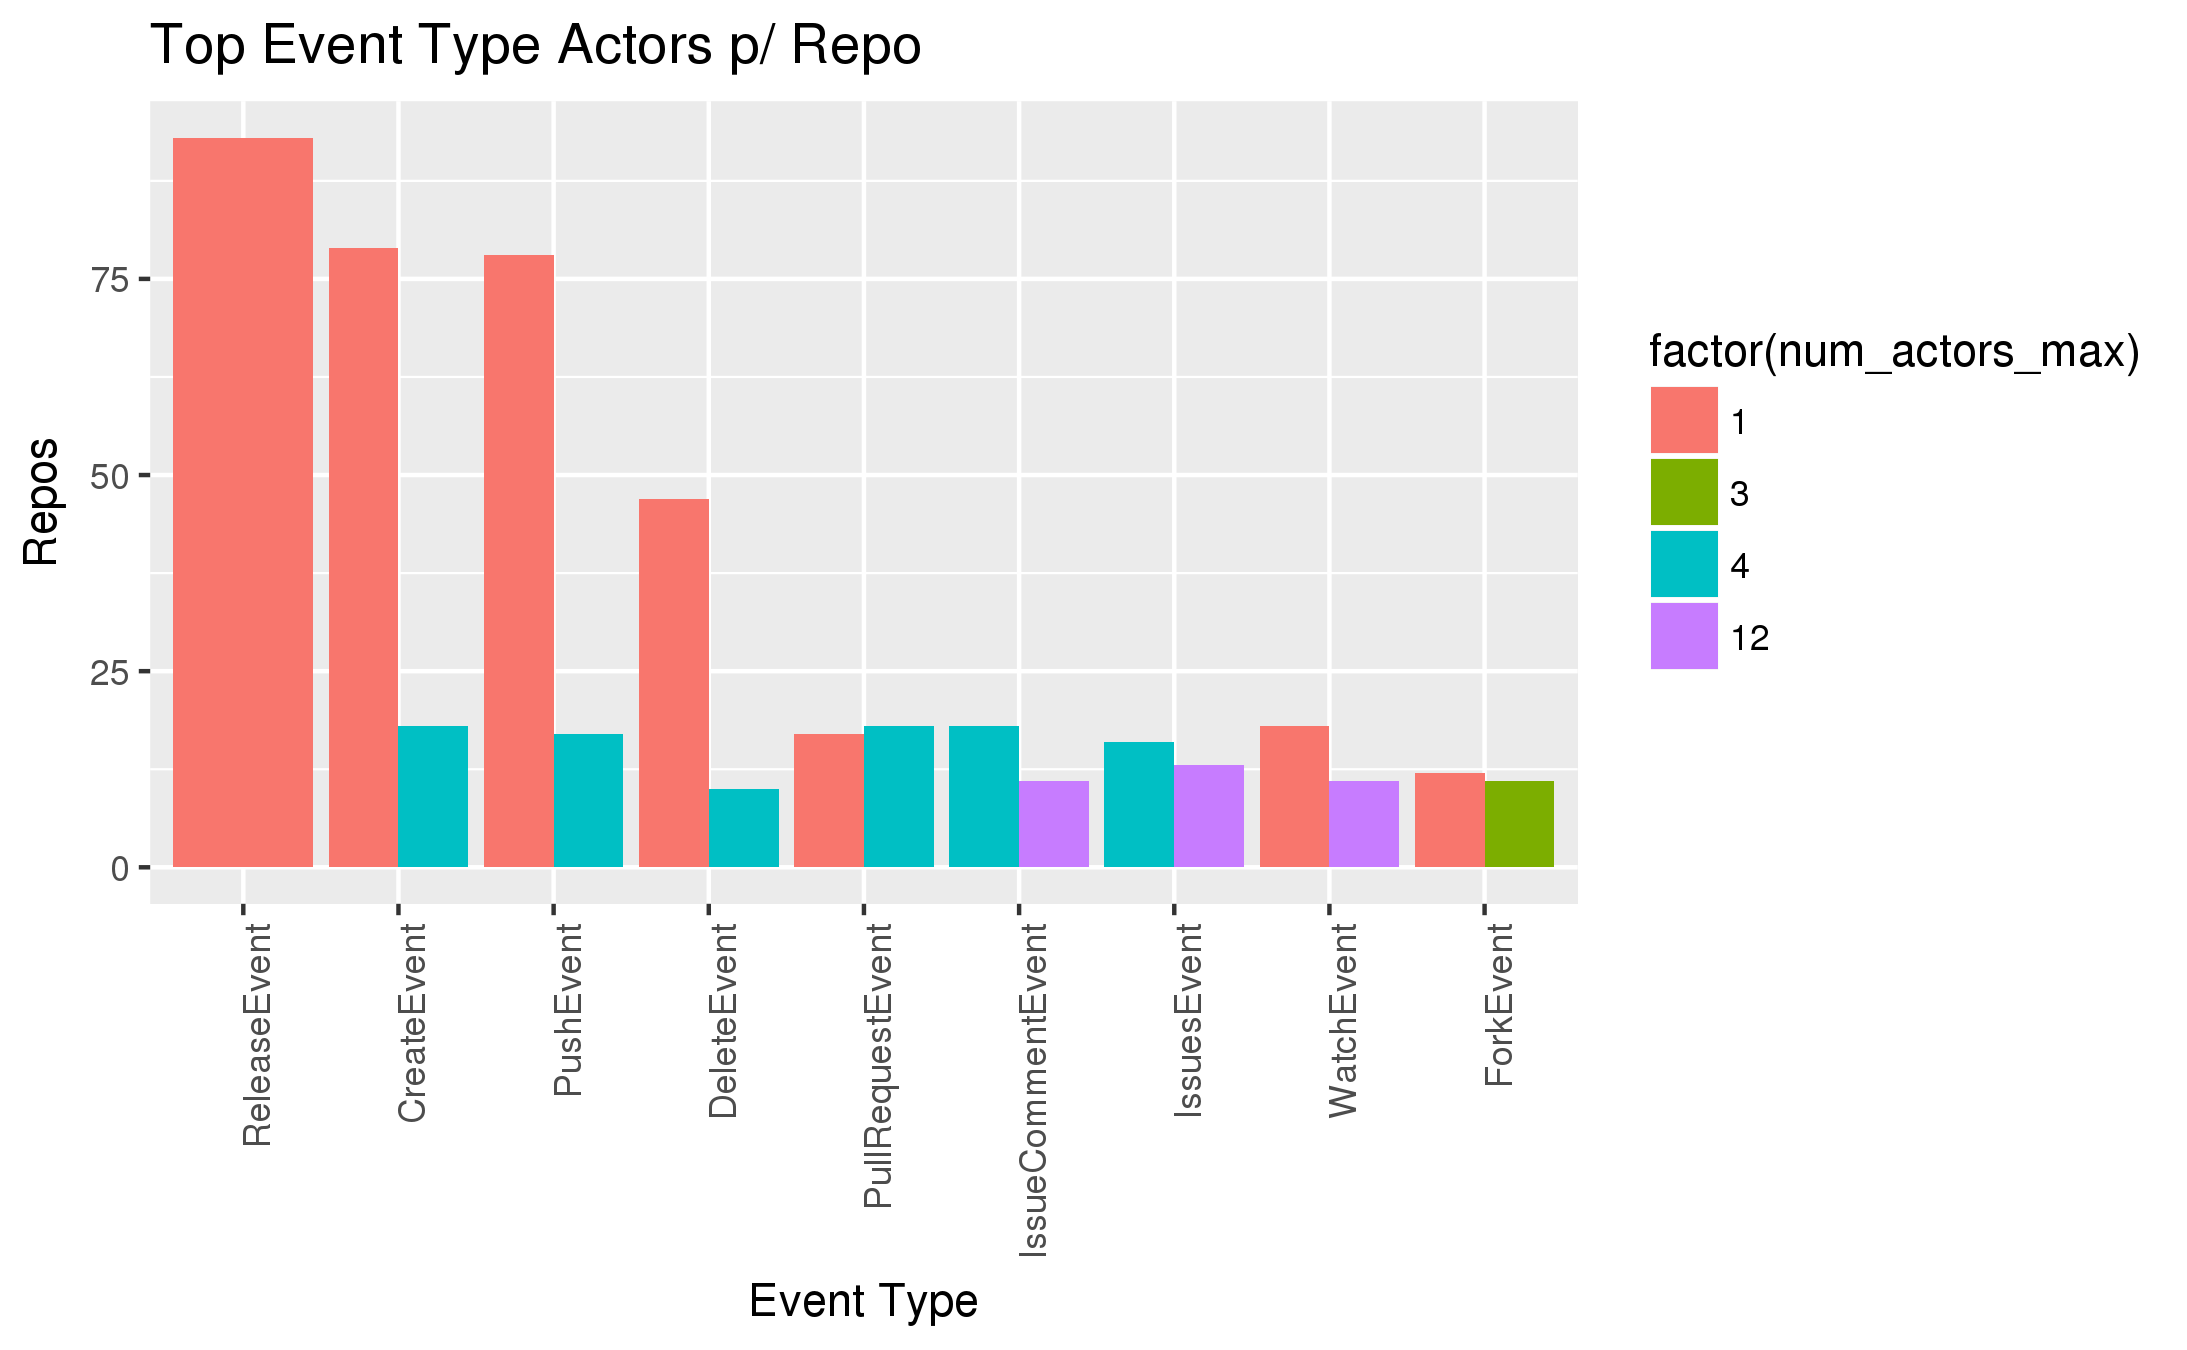 Top Event Type Actors p/ Repo
Repos
75
50
25
0
ReleaseEvent
CreateEvent
PushEvent
DeleteEvent
PullRequestEvent
IssueCommentEvent
IssuesEvent
WatchEvent
ForkEvent
Event Type
factor(num_actors_max)
1
3
4
12